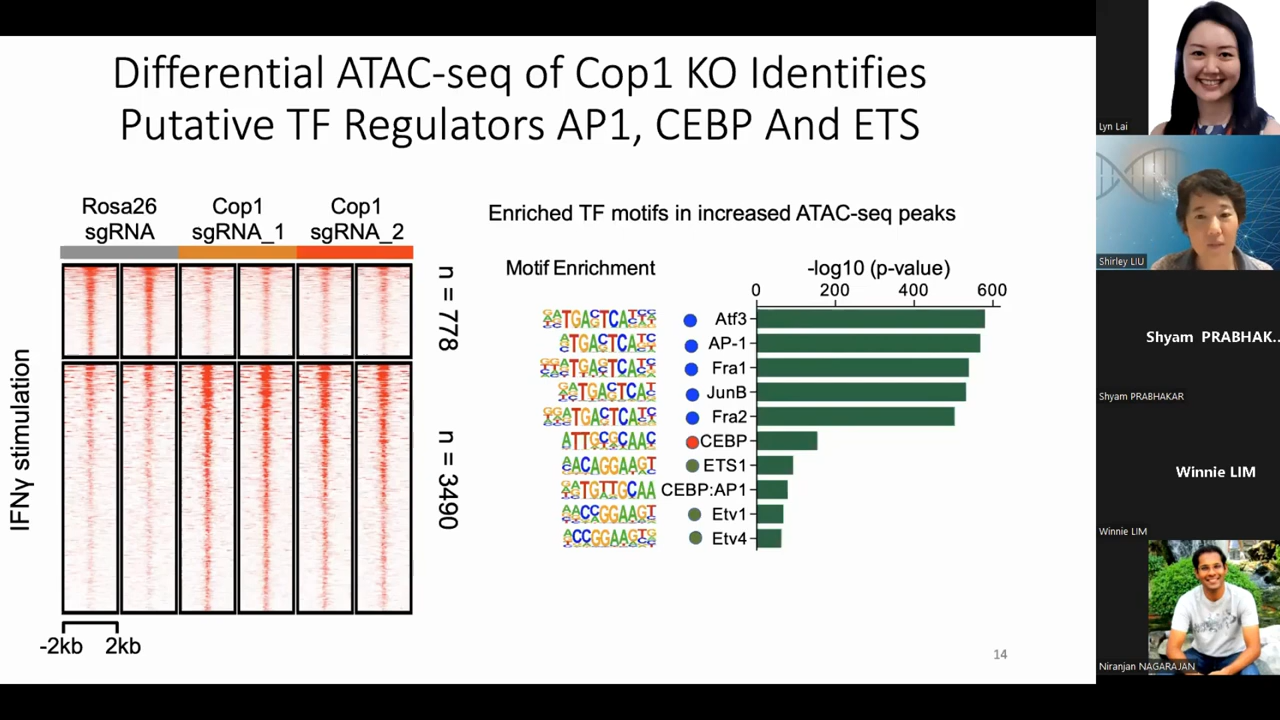 Differential ATAC-seq of Cop1 KO Identifies
Putative TF Regulators AP1, CEBP And ETS
Rosa26
sgRNA
Cop1
sgRNA_1
Cop1
sgRNA_2
IFNγ stimulation
n = 778
n = 3490
-2kb 2kb
Enriched TF motifs in increased ATAC-seq peaks
Motif Enrichment
-log10 (p-value)
0 200 400 600
Atf3
AP-1
Fra1
JunB
Fra2
CEBP
ETS1
CEBP:AP1
Etv1
Etv4
14
Lyn Lai
Shirley LIU
Shyam PRABHAK...
Shyam PRABHAKAR
Winnie LIM
Winnie LIM
Niranjan NAGARAJAN